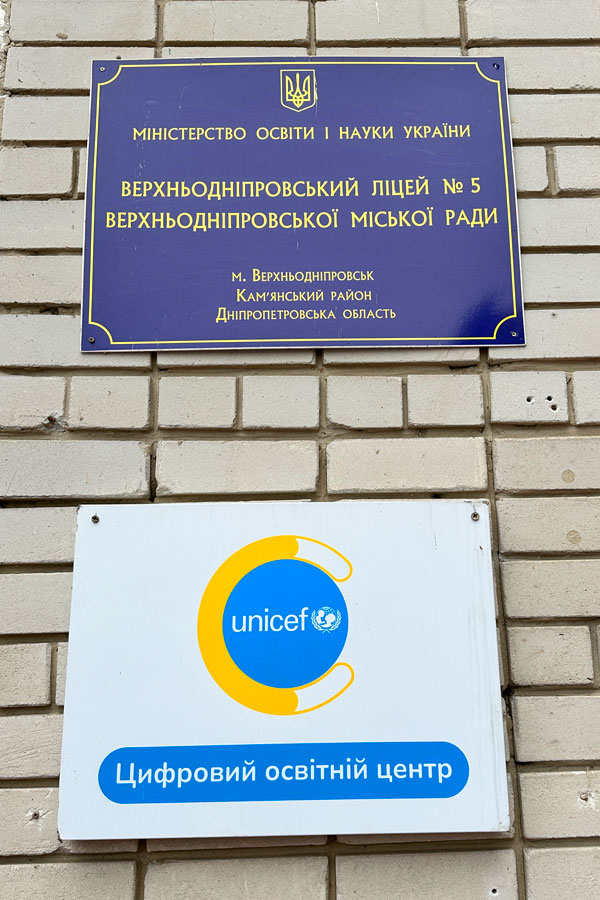 МІНІСТЕРСТВО ОСВІТИ І НАУКИ УКРАЇНИ
ВЕРХНЬОДНІПРОВСЬКИЙ ЛІЦЕЙ № 5
ВЕРХНЬОДНІПРОВСЬКОЇ МІСЬКОЇ РАДИ
м. Верхньодніпровськ
Кам'янський район
Дніпропетровська область
unicef
Цифровий освітній центр